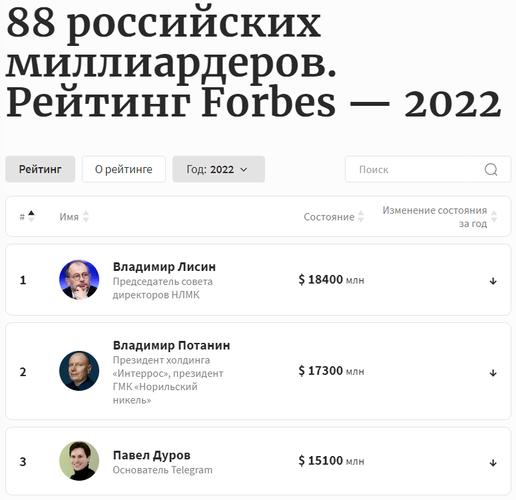 88 российских
миллиардеров.
Рейтинг Forbes — 2022
Рейтинг
О рейтинге
Год: 2022
Поиск
#
Имя
Состояние
Изменение состояния
за год
1
Владимир Лисин
Председатель совета
директоров НЛМК
$ 18400 млн
2
Владимир Потанин
Президент холдинга
«Интеррос», президент
ГМК «Норильский
никель»
$ 17300 млн
3
Павел Дуров
Основатель Telegram
$ 15100 млн